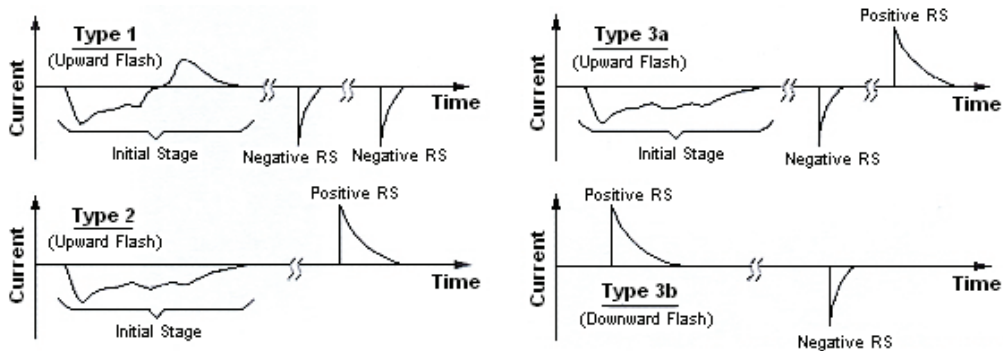 Type 1
(Upward Flash)
Current
Time
Initial Stage
Negative RS
Negative RS
Positive RS
Type 3a
(Upward Flash)
Current
Time
Initial Stage
Negative RS
Positive RS
Type 2
(Upward Flash)
Current
Time
Initial Stage
Positive RS
Current
Time
Type 3b
(Downward Flash)
Negative RS